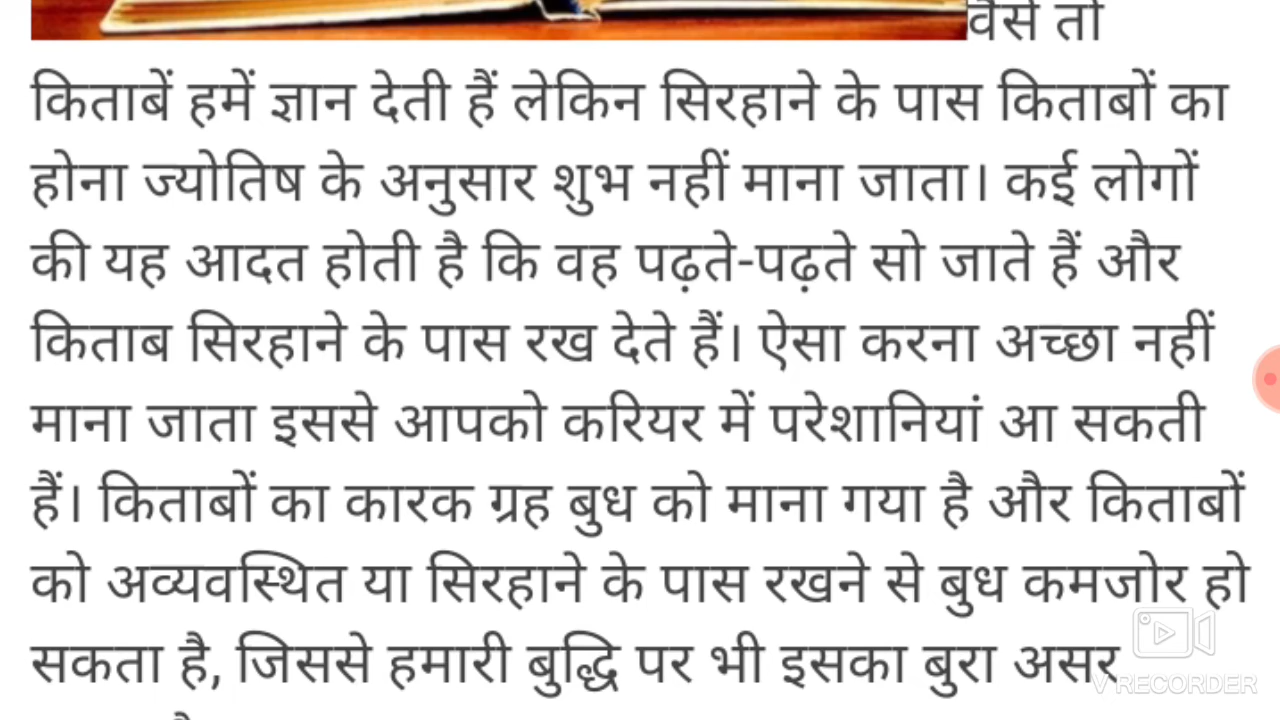 वैसे तो
किताबें हमें ज्ञान देती हैं लेकिन सिरहाने के पास किताबों का
होना ज्योतिष के अनुसार शुभ नहीं माना जाता। कई लोगों
की यह आदत होती है कि वह पढ़ते-पढ़ते सो जाते हैं और
किताब सिरहाने के पास रख देते हैं। ऐसा करना अच्छा नहीं
माना जाता इससे आपको करियर में परेशानियां आ सकती
हैं। किताबों का कारक ग्रह बुध को माना गया है और किताबों
को अव्यवस्थित या सिरहाने के पास रखने से बुध कमजोर हो
सकता है, जिससे हमारी बुद्धि पर भी इसका बुरा असर
V RECORDER